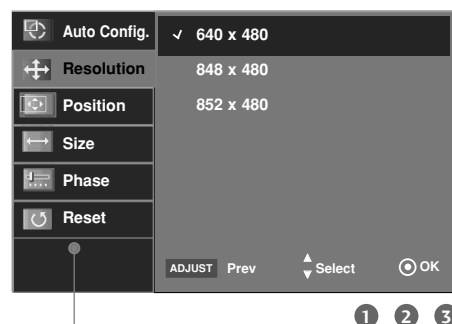 Auto Config.
Resolution
Position
Size
Phase
Reset
✓ 640 x 480
848 x 480
852 x 480
ADJUST Prev Select OK
1 2 3